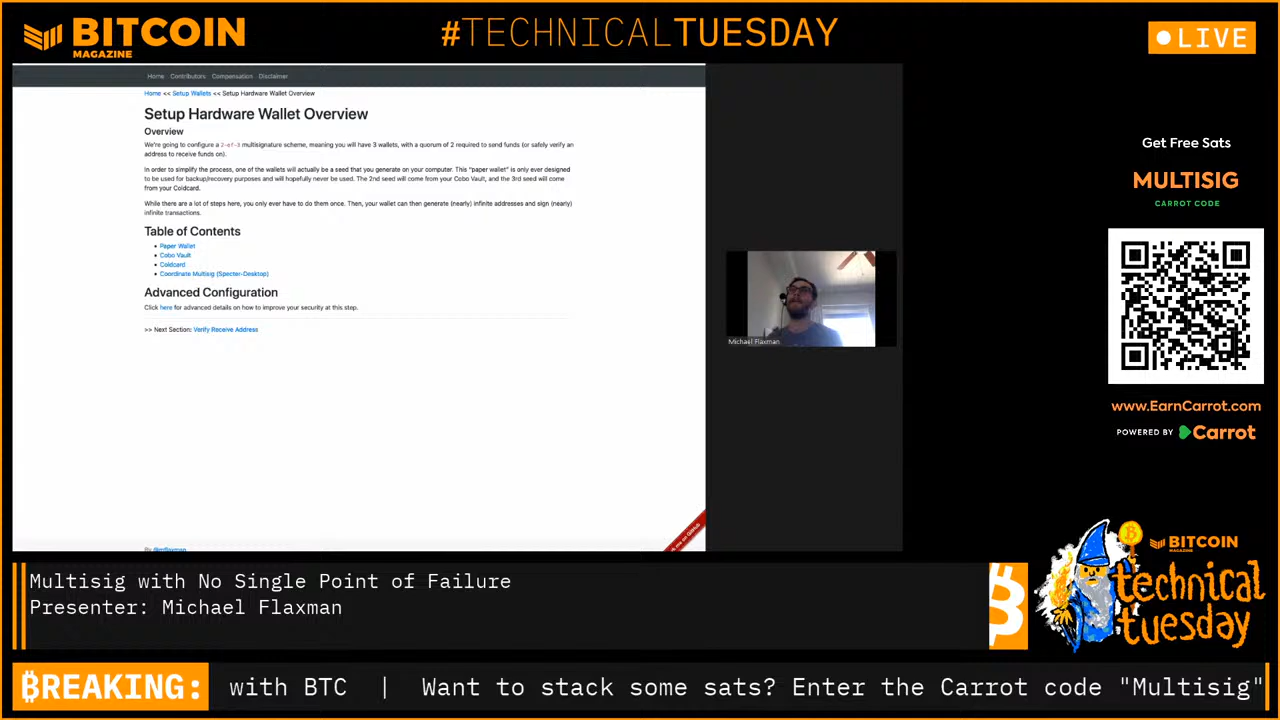 BITCOIN
MAGAZINE
#TECHNICALTUESDAY
LIVE
Home Contributors Compensation Disclaimer
Home << Setup Wallets << Setup Hardware Wallet Overview
Setup Hardware Wallet Overview
Overview
We're going to configure a 2-of-3 multisignature scheme, meaning you will have 3 wallets, with a quorum of 2 required to send funds (or safely verify an
address to receive funds on).
In order to simplify the process, one of the wallets will actually be a seed that you generate on your computer. This "paper wallet" is only ever designed
to be used for backup/recovery purposes and will hopefully never be used. The 2nd seed will come from your Cobo Vault, and the 3rd seed will come
from your Coldcard.
While there are a lot of steps here, you only ever have to do them once. Then, your wallet can then generate (nearly) infinite addresses and sign (nearly)
infinite transactions.
Table of Contents
Paper Wallet
Cobo Vault
Coldcard
Coordinate Multisig (Specter-Desktop)
Advanced Configuration
Click here for advanced details on how to improve your security at this step.
>> Next Section: Verify Receive Address
By @mflaxman
me on GitHub
Michael Flaxman
Get Free Sats
MULTISIG
CARROT CODE
www.EarnCarrot.com
POWERED BY Carrot
Multisig with No Single Point of Failure
Presenter: Michael Flaxman
BITCOIN
MAGAZINE
technical
tuesday
BREAKING: with BTC | Want to stack some sats? Enter the Carrot code "Multisig"